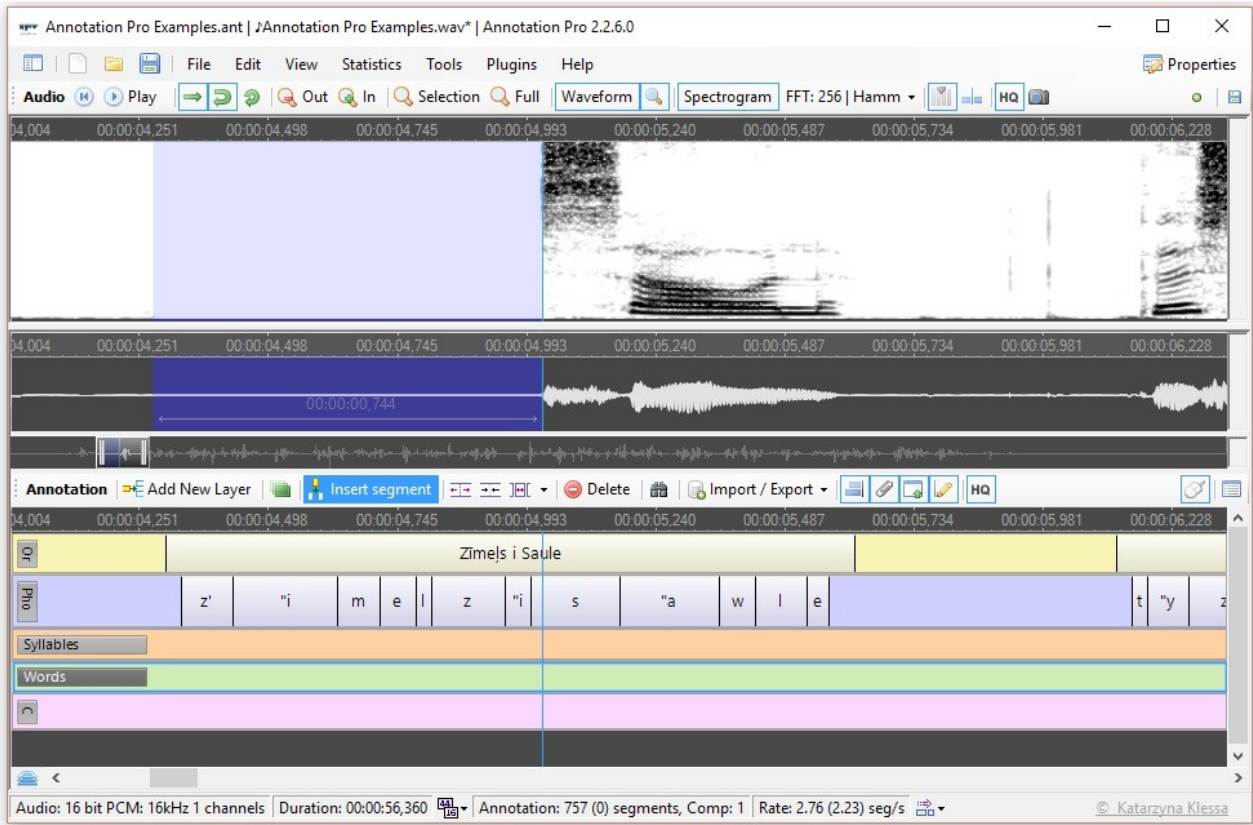 Annotation Pro Examples.ant | ♪Annotation Pro Examples.wav* | Annotation Pro 2.2.6.0
File Edit View Statistics Tools Plugins Help Properties
Audio Play Out In Selection Full Waveform Spectrogram FFT: 256 | Hamm HQ
04,004 00:00:04,251 00:00:04,498 00:00:04,745 00:00:04,993 00:00:05,240 00:00:05,487 00:00:05,734 00:00:05,981 00:00:06,228
04,004 00:00:04,251 00:00:04,498 00:00:04,745 00:00:04,993 00:00:05,240 00:00:05,487 00:00:05,734 00:00:05,981 00:00:06,228
00:00:00,744
Annotation Add New Layer Insert segment Delete Import / Export HQ
04,004 00:00:04,251 00:00:04,498 00:00:04,745 00:00:04,993 00:00:05,240 00:00:05,487 00:00:05,734 00:00:05,981 00:00:06,228
Or Zīmeļs i Saule
Pho z' "i m e l z "i s "a w l e t "y z
Syllables
Words
C
Audio: 16 bit PCM: 16kHz 1 channels Duration: 00:00:56,360 44 16 Annotation: 757 (0) segments, Comp: 1 Rate: 2.76 (2.23) seg/s © Katarzyna Klessa